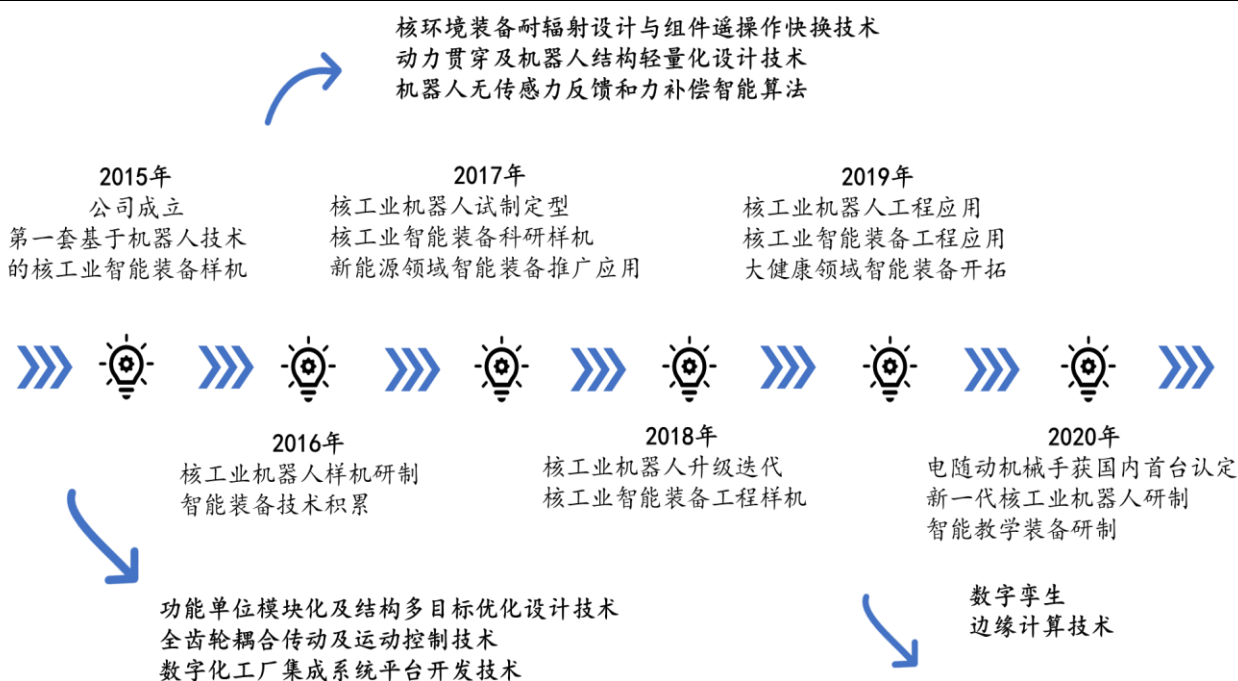 核环境装备耐辐射设计与组件遥操作快换技术
动力贯穿及机器人结构轻量化设计技术
机器人无传感力反馈和力补偿智能算法
2015年
公司成立
第一套基于机器人技术
的核工业智能装备样机
2017年
核工业机器人试制定型
核工业智能装备科研样机
新能源领域智能装备推广应用
2019年
核工业机器人工程应用
核工业智能装备工程应用
大健康领域智能装备开拓
2016年
核工业机器人样机研制
智能装备技术积累
2018年
核工业机器人升级迭代
核工业智能装备工程样机
2020年
电随动机械手获国内首台认定
新一代核工业机器人研制
智能教学装备研制
功能单位模块化及结构多目标优化设计技术
全齿轮耦合传动及运动控制技术
数字化工厂集成系统平台开发技术
数字孪生
边缘计算技术